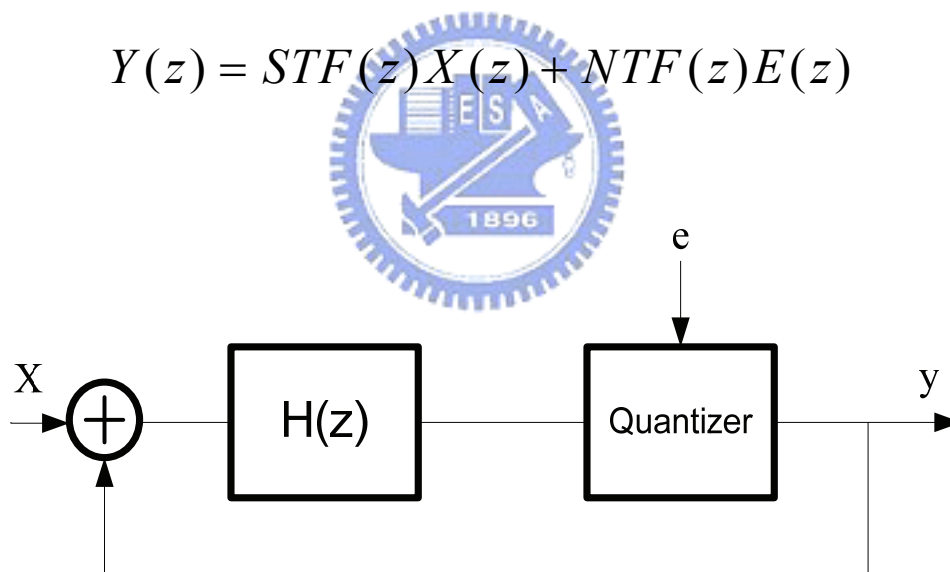 Y(z) = STF(z)X(z) + NTF(z)E(z)
E S A
1896
e
X
+
H(z)
Quantizer
y